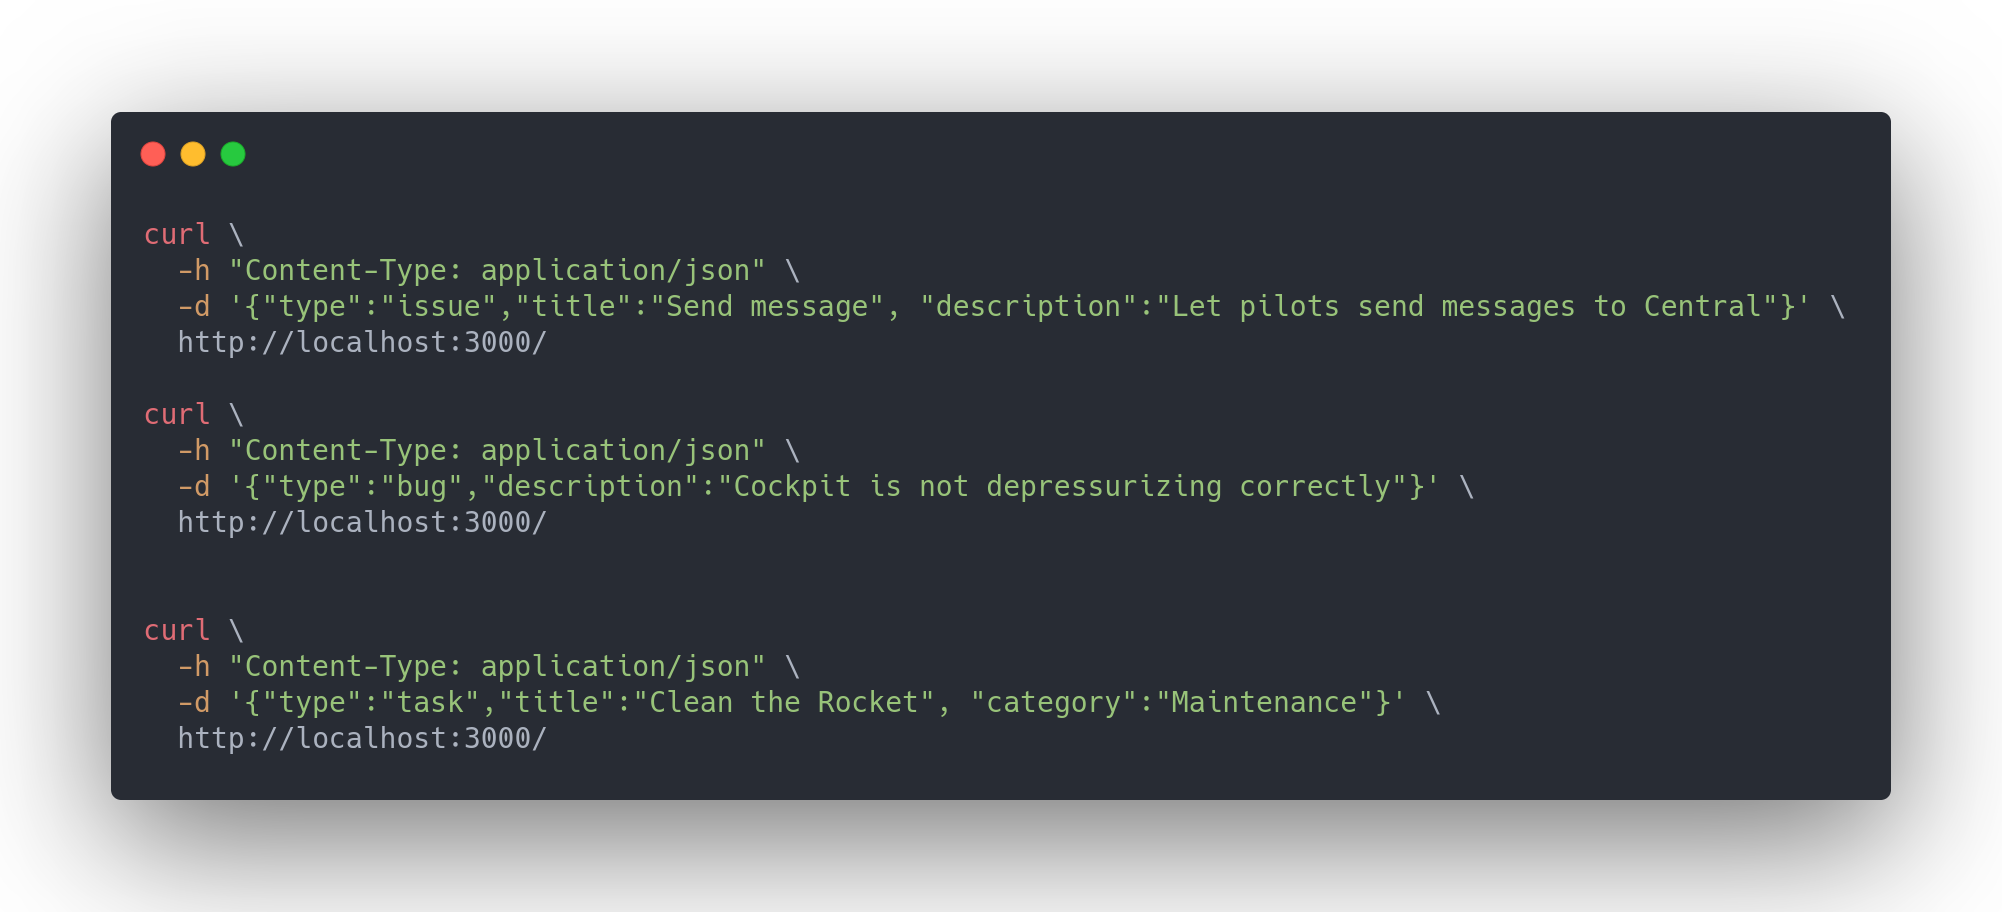 curl \
  -h "Content-Type: application/json" \
  -d '{"type":"issue","title":"Send message", "description":"Let pilots send messages to Central"}' \
  http://localhost:3000/

curl \
  -h "Content-Type: application/json" \
  -d '{"type":"bug","description":"Cockpit is not depressurizing correctly"}' \
  http://localhost:3000/


curl \
  -h "Content-Type: application/json" \
  -d '{"type":"task","title":"Clean the Rocket", "category":"Maintenance"}' \
  http://localhost:3000/